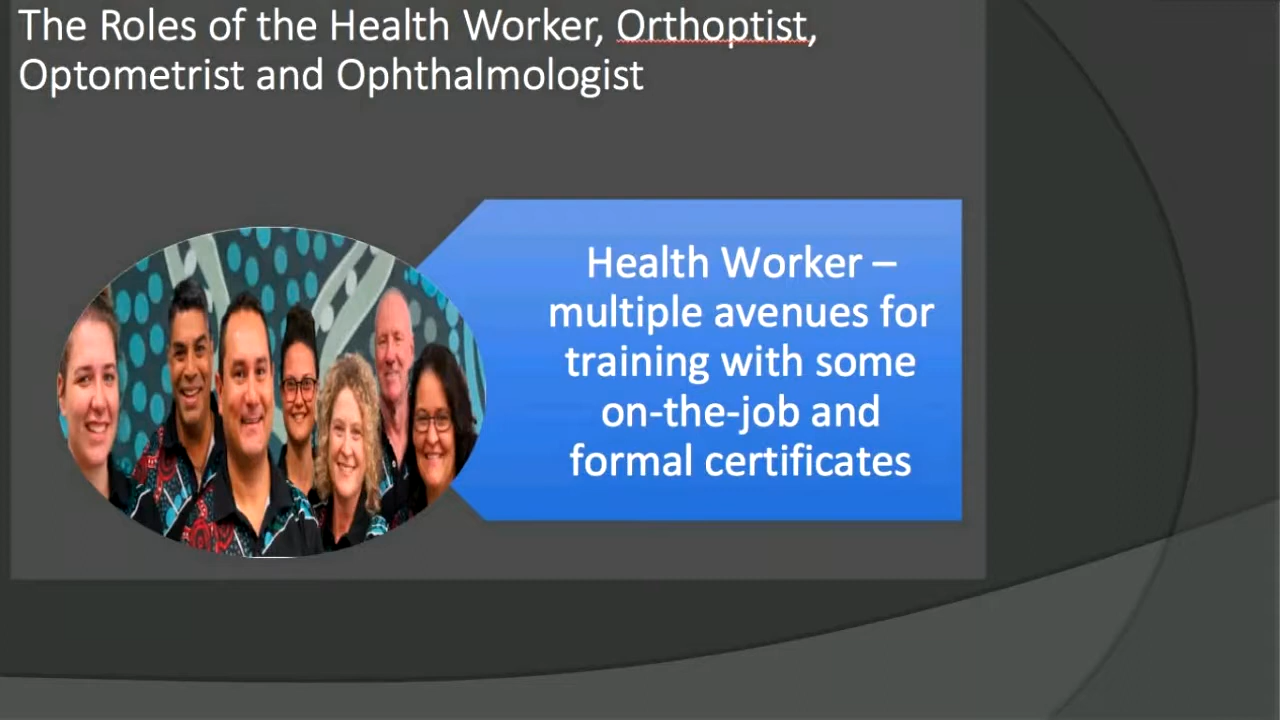 The Roles of the Health Worker, Orthoptist,
Optometrist and Ophthalmologist
Health Worker –
multiple avenues for
training with some
on-the-job and
formal certificates